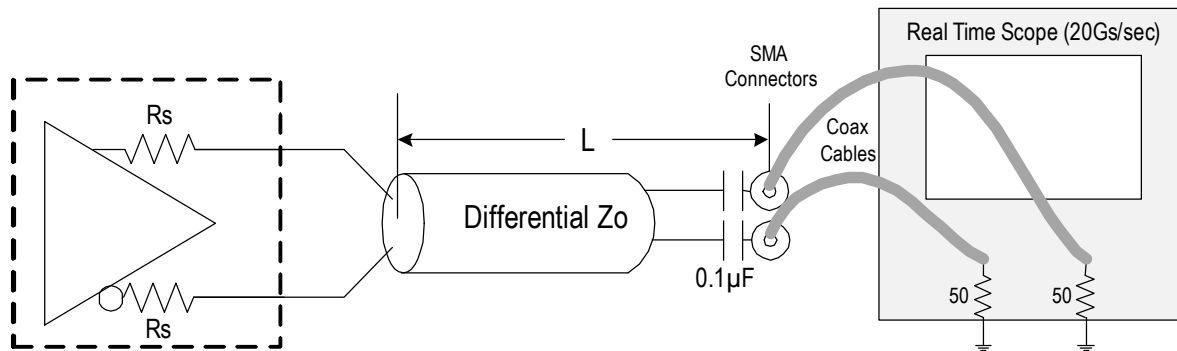 Real Time Scope (20Gs/sec)
SMA
Connectors
Rs
L
Coax
Cables
Differential Zo
0.1µF
50
50
Rs